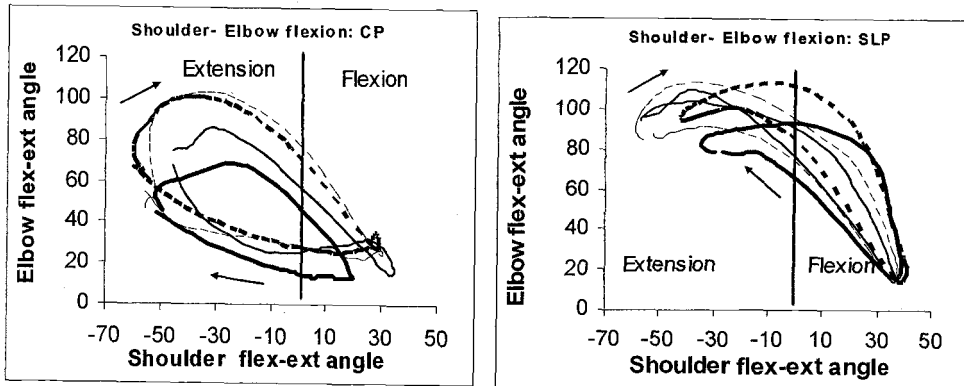 Shoulder- Elbow flexion: CP
Elbow flex-ext angle
120
100
80
60
40
20
0
Extension
Flexion
-70 -50 -30 -10 10 30 50
Shoulder flex-ext angle
Shoulder- Elbow flexion: SLP
Elbow flex-ext angle
120
100
80
60
40
20
0
Extension
Flexion
-70 -50 -30 -10 10 30 50
Shoulder flex-ext angle